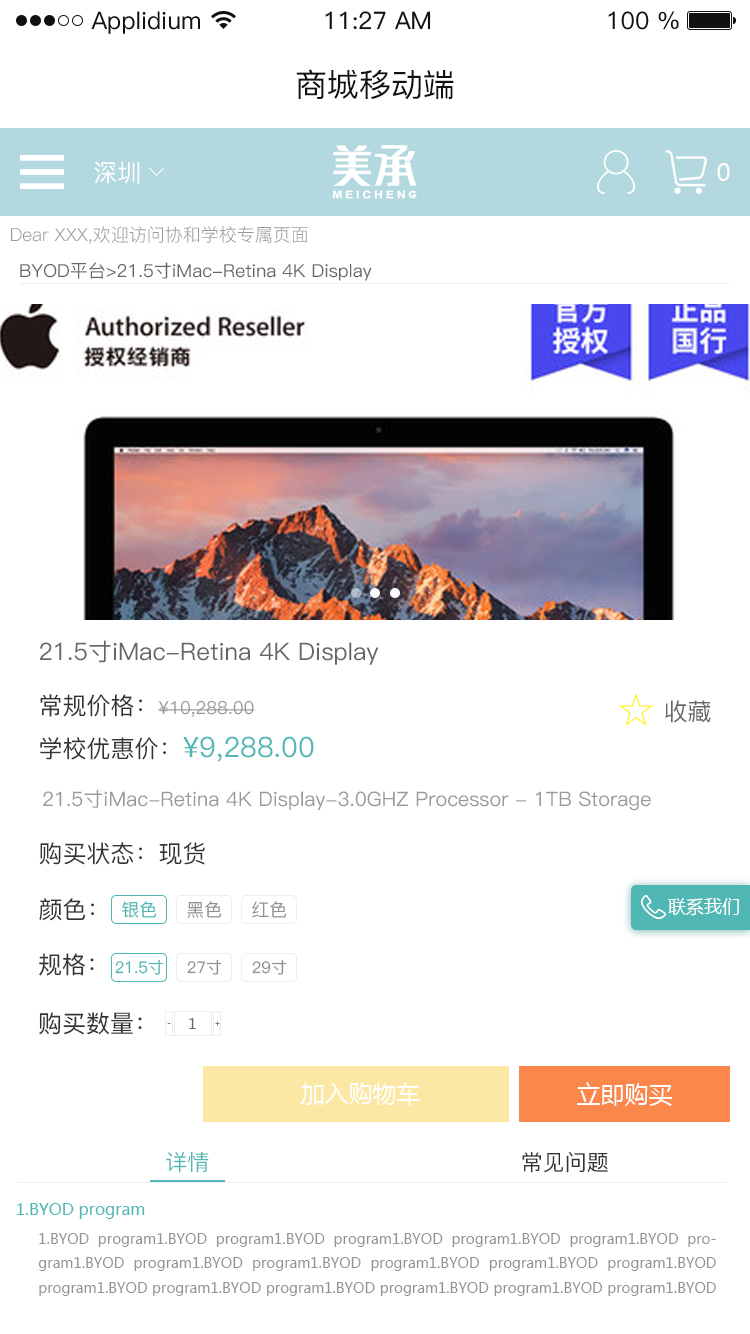 Applidium 11:27 AM 100 %
商城移动端
深圳 美承 0
MEICHENG
Dear XXX,欢迎访问协和学校专属页面
BYOD平台>21.5寸iMac-Retina 4K Display
官方 正品
Authorized Reseller 授权 国行
授权经销商
21.5寸iMac-Retina 4K Display
常规价格: ¥10,288.00 收藏
学校优惠价: ¥9,288.00
21.5寸iMac-Retina 4K Display-3.0GHZ Processor - 1TB Storage
购买状态: 现货
颜色: 银色 黑色 红色 联系我们
规格: 21.5寸 27寸 29寸
购买数量: - 1 +
加入购物车 立即购买
详情 常见问题
1.BYOD program
1.BYOD program1.BYOD program1.BYOD program1.BYOD program1.BYOD program1.BYOD pro-
gram1.BYOD program1.BYOD program1.BYOD program1.BYOD program1.BYOD program1.BYOD
program1.BYOD program1.BYOD program1.BYOD program1.BYOD program1.BYOD program1.BYOD